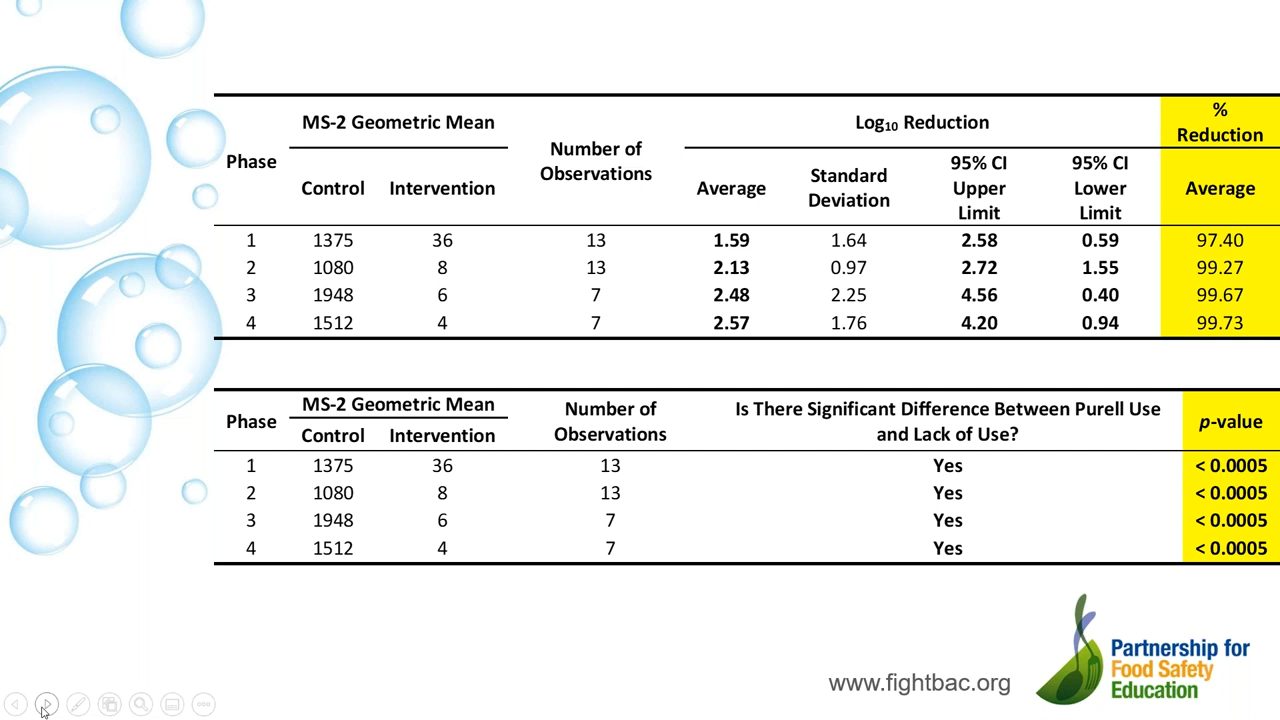 MS-2 Geometric Mean Log10 Reduction % Reduction
Phase Number of Observations
Control Intervention Average Standard Deviation 95% CI Upper Limit 95% CI Lower Limit Average
1 1375 36 13 1.59 1.64 2.58 0.59 97.40
2 1080 8 13 2.13 0.97 2.72 1.55 99.27
3 1948 6 7 2.48 2.25 4.56 0.40 99.67
4 1512 4 7 2.57 1.76 4.20 0.94 99.73
Phase MS-2 Geometric Mean Number of Observations Is There Significant Difference Between Purell Use and Lack of Use? p-value
Control Intervention
1 1375 36 13 Yes < 0.0005
2 1080 8 13 Yes < 0.0005
3 1948 6 7 Yes < 0.0005
4 1512 4 7 Yes < 0.0005
www.fightbac.org
Partnership for
Food Safety
Education